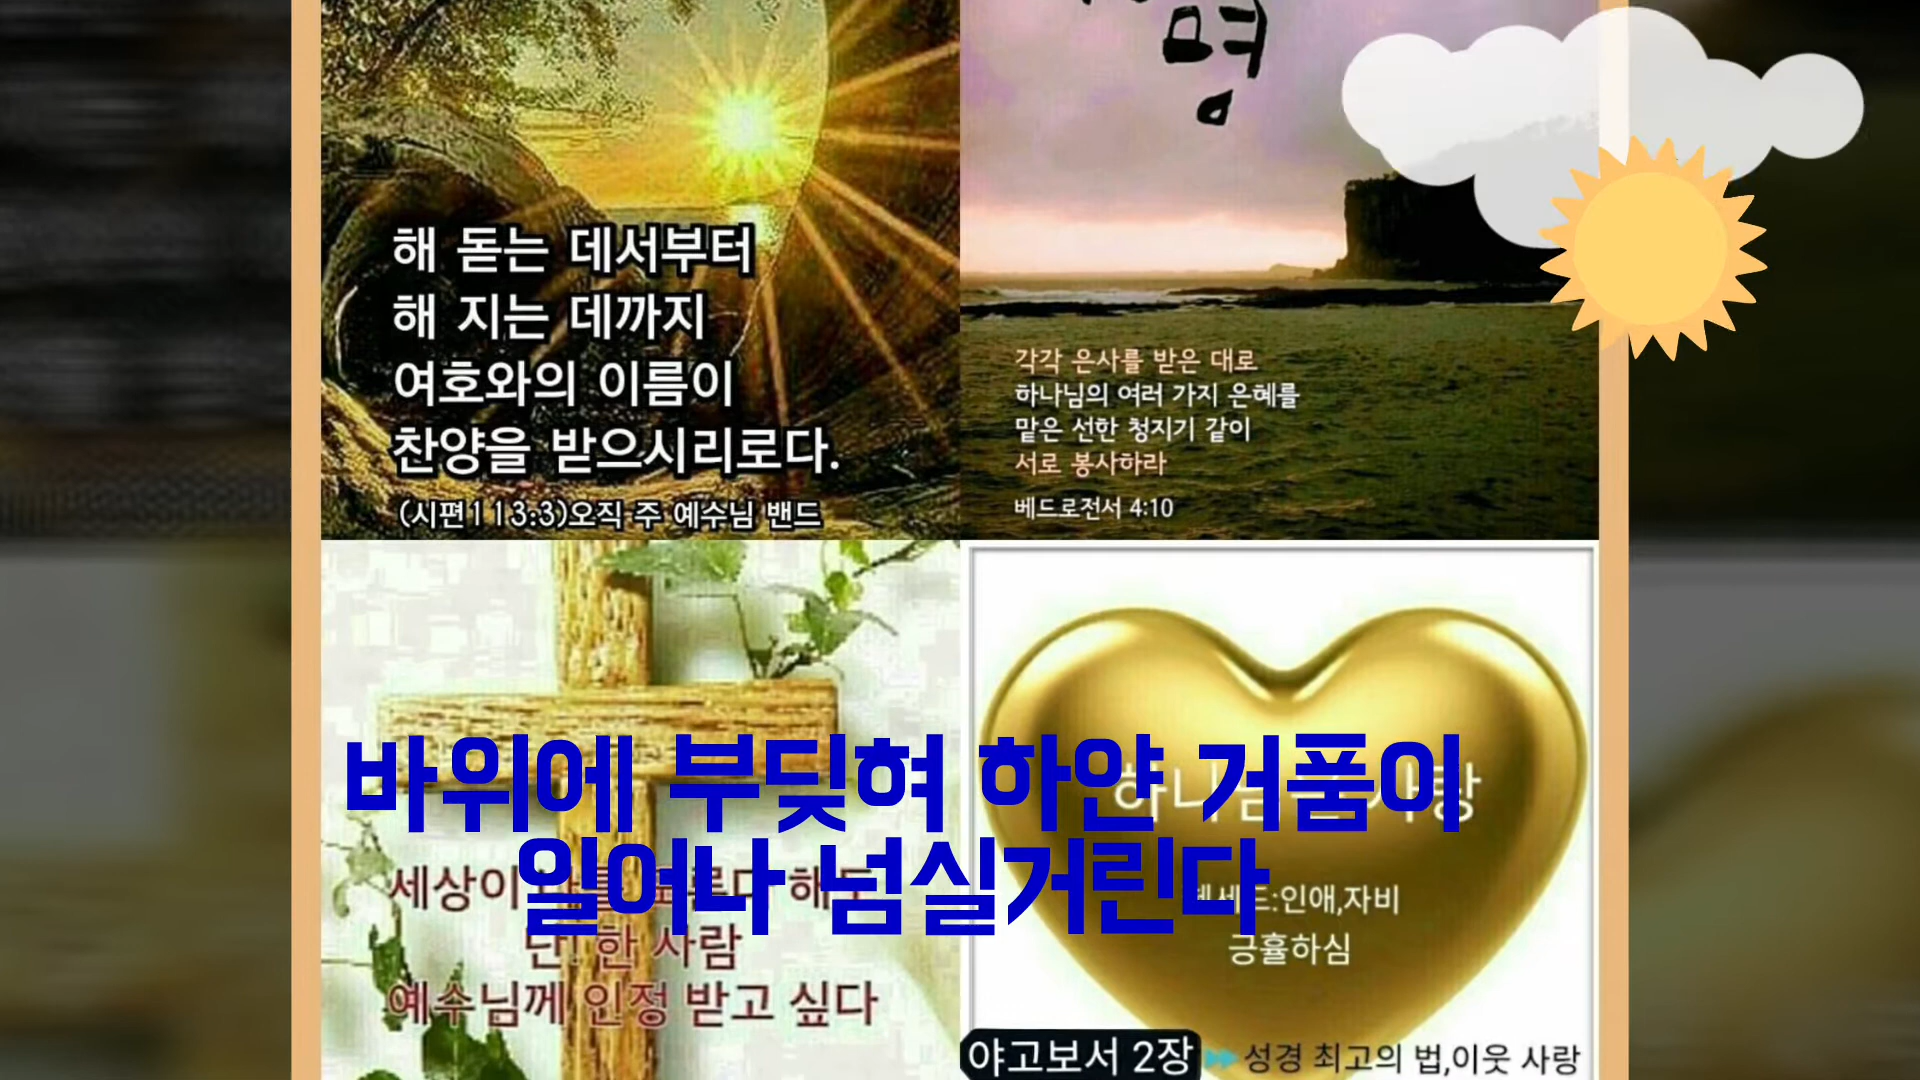 명
해 돋는 데서부터
해 지는 데까지
여호와의 이름이
찬양을 받으시리로다.
(시편113:3)오직 주 예수님 밴드
각각 은사를 받은 대로
하나님의 여러 가지 은혜를
맡은 선한 청지기 같이
서로 봉사하라
베드로전서 4:10
바위에 부딪혀 하얀 거품이
일어나 넘실거린다
세상이 해도
단! 한 사람
예수님께 인정 받고 싶다
헤세드:인애,자비
긍휼하심
야고보서 2장
성경 최고의 법,이웃 사랑